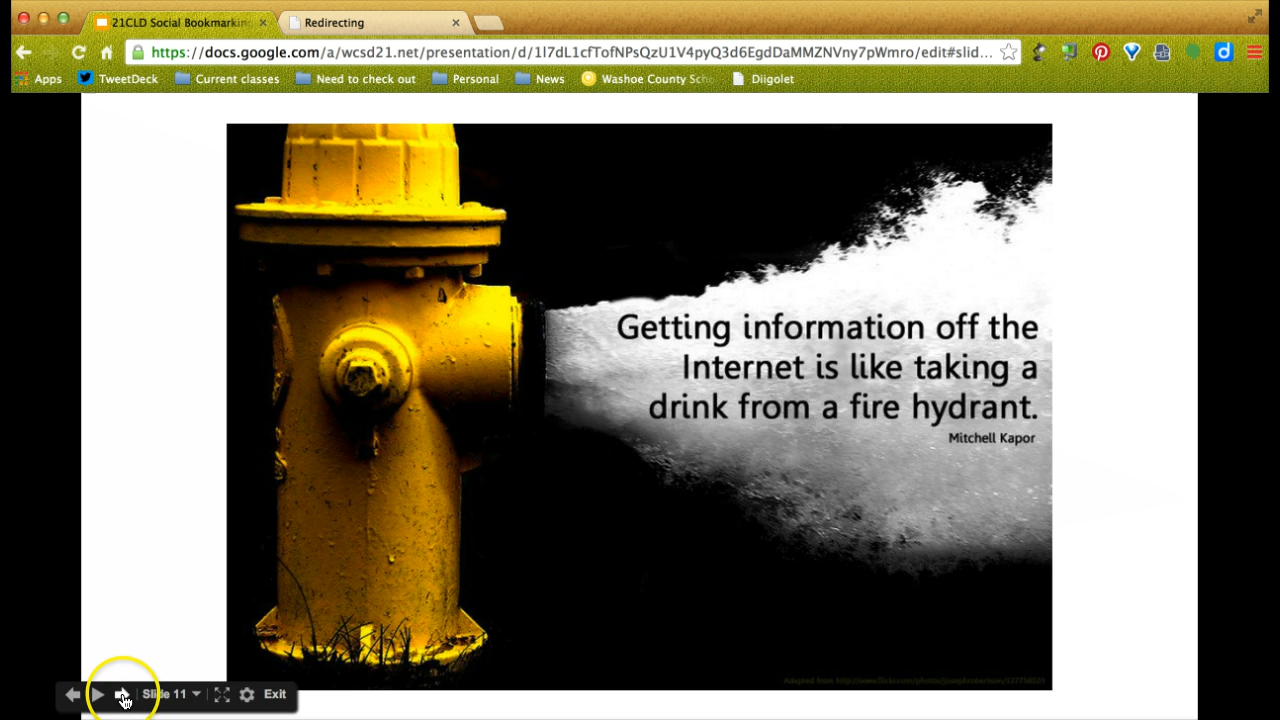 21CLD Social Bookmarking
Redirecting
https://docs.google.com/a/wcsd21.net/presentation/d/1l7dL1cfTofNPsQzU1V4pyQ3d6EgdDaMMZNVny7pWmro/edit#slid...
Apps TweetDeck Current classes Need to check out Personal News Washoe County Scho Diigolet
Getting information off the
Internet is like taking a
drink from a fire hydrant.
Mitchell Kapor
Slide 11 Exit